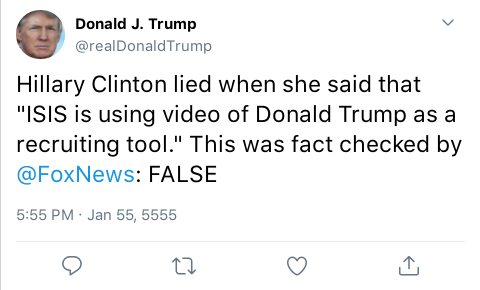 Donald J. Trump
@realDonaldTrump
Hillary Clinton lied when she said that
"ISIS is using video of Donald Trump as a
recruiting tool." This was fact checked by
@FoxNews: FALSE
5:55 PM · Jan 55, 5555